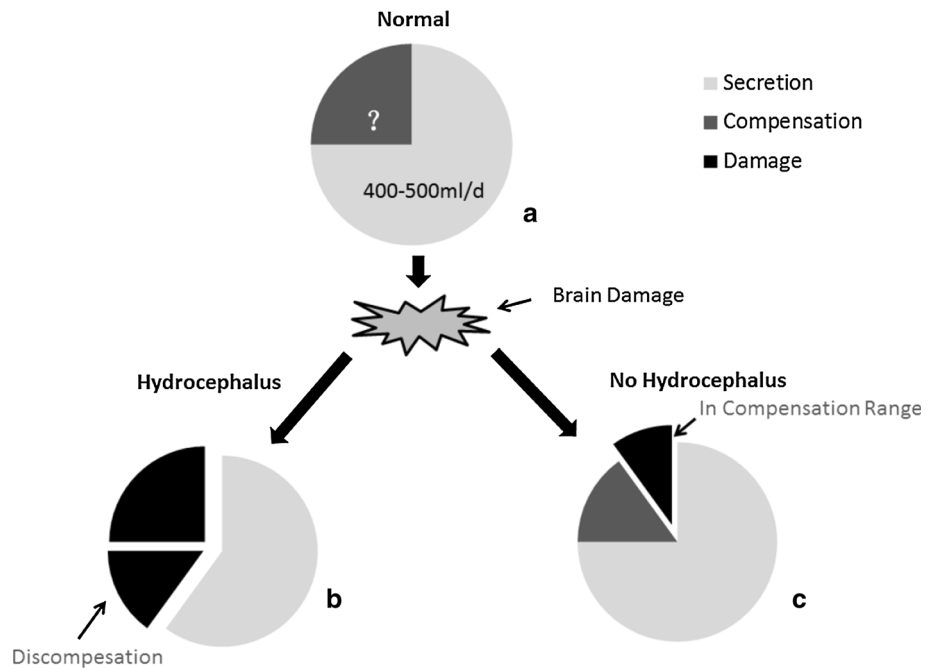 Normal
Secretion
Compensation
Damage
?
400-500ml/d
a
Brain Damage
Hydrocephalus
No Hydrocephalus
In Compensation Range
b
c
Discompesation